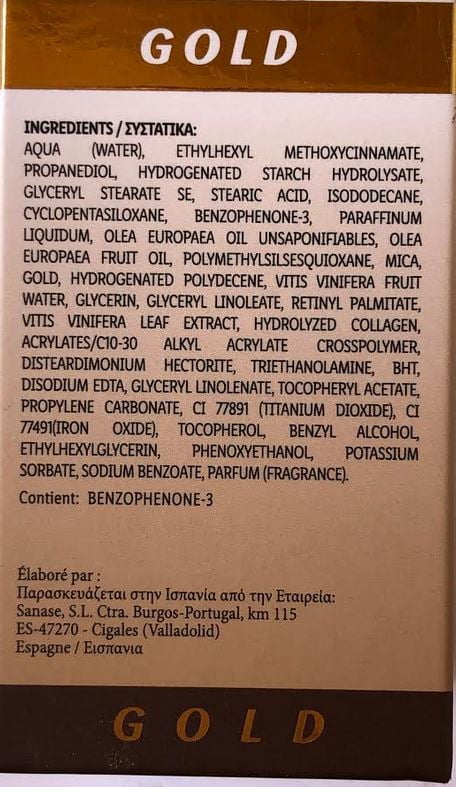 GOLD
INGREDIENTS / ΣΥΣΤΑΤΙΚΑ:
AQUA (WATER), ETHYLHEXYL METHOXYCINNAMATE,
PROPANEDIOL, HYDROGENATED STARCH HYDROLYSATE,
GLYCERYL STEARATE SE, STEARIC ACID, ISODODECANE,
CYCLOPENTASILOXANE, BENZOPHENONE-3, PARAFFINUM
LIQUIDUM, OLEA EUROPAEA OIL UNSAPONIFIABLES, OLEA
EUROPAEA FRUIT OIL, POLYMETHYLSILSESQUIOXANE, MICA,
GOLD, HYDROGENATED POLYDECENE, VITIS VINIFERA FRUIT
WATER, GLYCERIN, GLYCERYL LINOLEATE, RETINYL PALMITATE,
VITIS VINIFERA LEAF EXTRACT, HYDROLYZED COLLAGEN,
ACRYLATES/C10-30 ALKYL ACRYLATE CROSSPOLYMER,
DISTEARDIMONIUM HECTORITE, TRIETHANOLAMINE, BHT,
DISODIUM EDTA, GLYCERYL LINOLENATE, TOCOPHERYL ACETATE,
PROPYLENE CARBONATE, CI 77891 (TITANIUM DIOXIDE), CI
77491(IRON OXIDE), TOCOPHEROL, BENZYL ALCOHOL,
ETHYLHEXYLGLYCERIN, PHENOXYETHANOL, POTASSIUM
SORBATE, SODIUM BENZOATE, PARFUM (FRAGRANCE).
Contient: BENZOPHENONE-3
Élaboré par :
Παρασκευάζεται στην Ισπανία από την Εταιρεία:
Sanase, S.L. Ctra. Burgos-Portugal, km 115
ES-47270 - Cigales (Valladolid)
Espagne / Εισπανια
GOLD